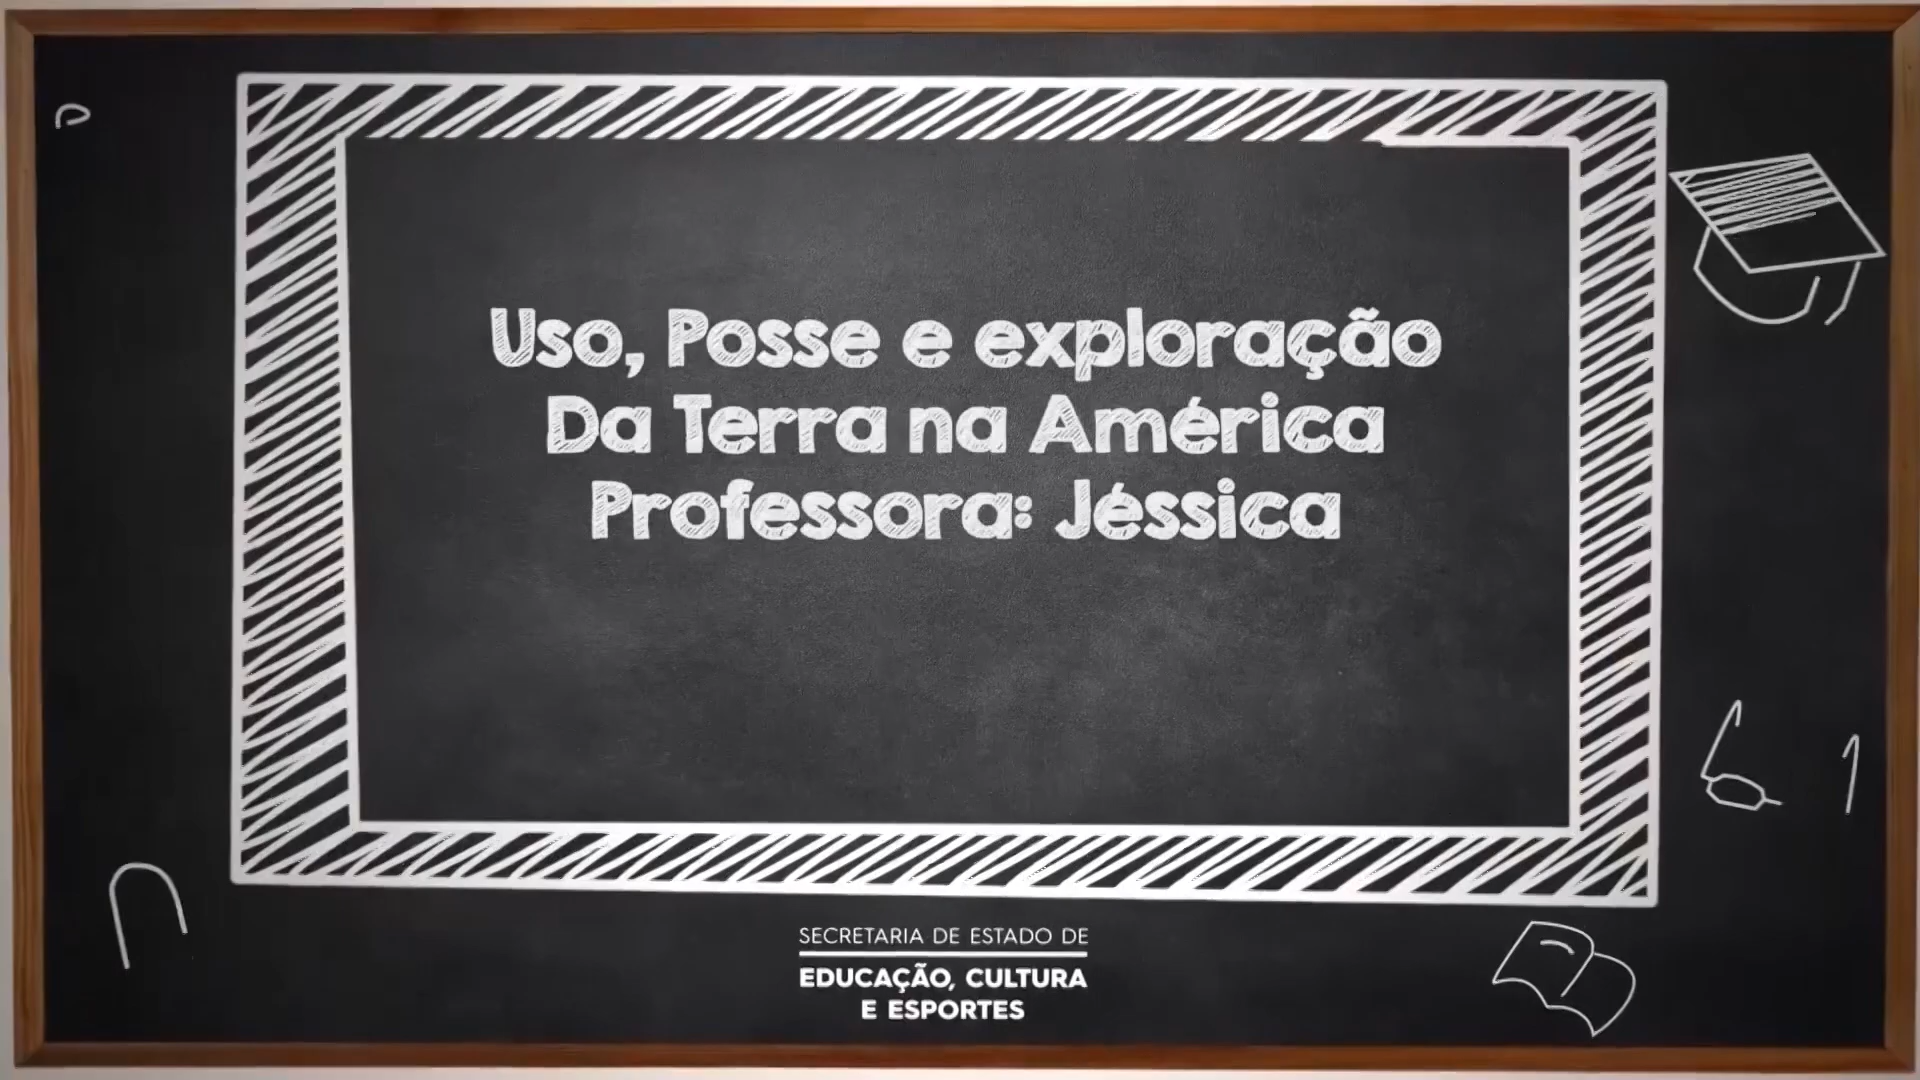 Uso, Posse e exploração
Da Terra na América
Professora: Jéssica
SECRETARIA DE ESTADO DE
EDUCAÇÃO, CULTURA
E ESPORTES